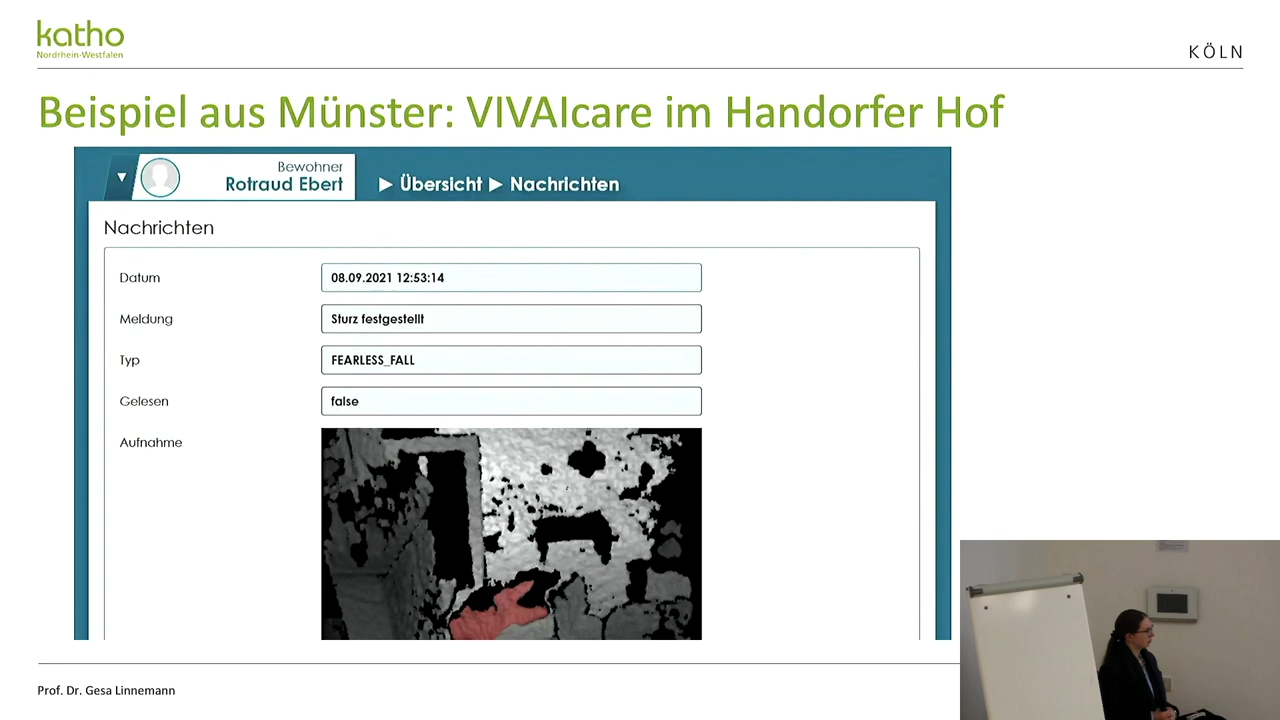 katho
Nordrhein-Westfalen
KÖLN
Beispiel aus Münster: VIVAIcare im Handorfer Hof
Bewohner
Rotraud Ebert
▶ Übersicht ▶ Nachrichten
Nachrichten
Datum
08.09.2021 12:53:14
Meldung
Sturz festgestellt
Typ
FEARLESS_FALL
Gelesen
false
Aufnahme
Prof. Dr. Gesa Linnemann